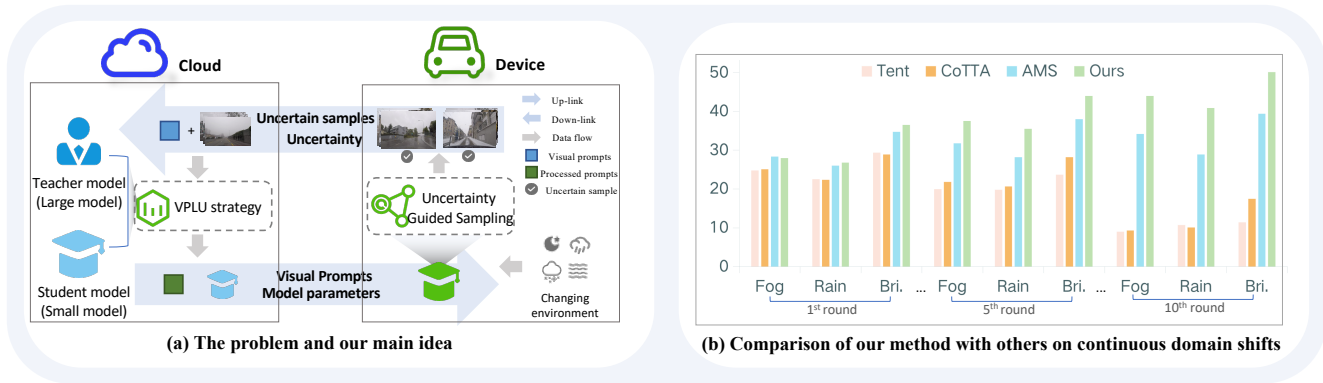 Cloud
Device
Uncertain samples
Uncertainty
+
Up-link
Down-link
Data flow
Visual prompts
Processed prompts
Uncertain sample
Teacher model
(Large model)
VPLU strategy
Uncertainty
Guided Sampling
Student model
(Small model)
Visual Prompts
Model parameters
Changing
environment
(a) The problem and our main idea
Tent CoTTA AMS Ours
50
40
30
20
10
0
Fog Rain Bri. ... Fog Rain Bri. ... Fog Rain Bri.
1st round 5th round 10th round
(b) Comparison of our method with others on continuous domain shifts